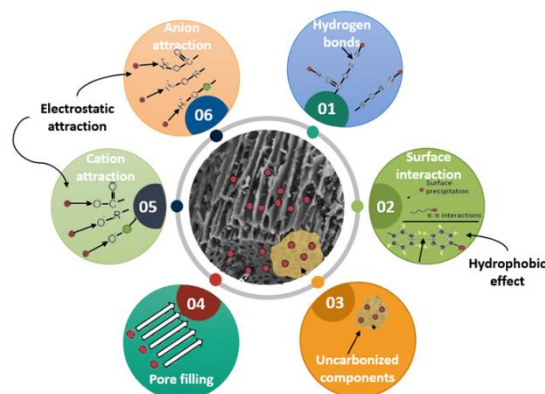 Anion
attraction
06
Hydrogen
bonds
01
Electrostatic
attraction
Cation
attraction
05
Surface
interaction
02
Surface
precipitation
π-π interactions
Hydrophobic
effect
04
Pore filling
03
Uncarbonized
components